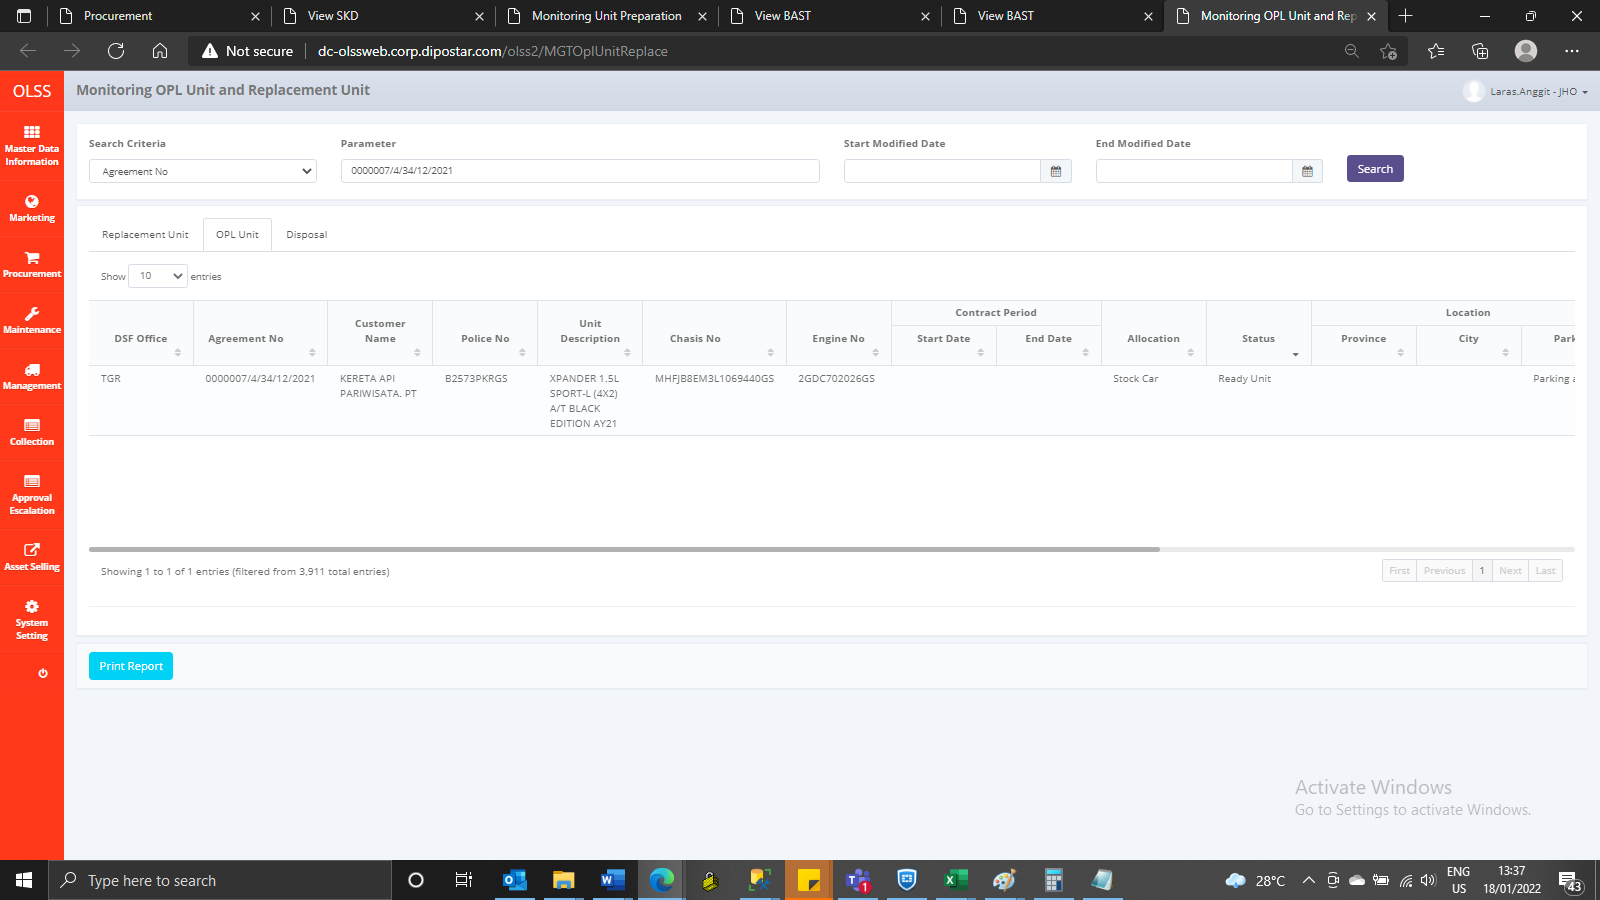 Procurement
View SKD
Monitoring Unit Preparation
View BAST
View BAST
Monitoring OPL Unit and Rep
Not secure
dc-olssweb.corp.dipostar.com/olss2/MGTOplUnitReplace
OLSS
Monitoring OPL Unit and Replacement Unit
Laras.Anggit - JHO
Master Data
Information
Marketing
Procurement
Maintenance
Management
Collection
Approval
Escalation
Asset Selling
System
Setting
Search Criteria
Parameter
Start Modified Date
End Modified Date
Agreement No
0000007/4/34/12/2021
Search
Replacement Unit
OPL Unit
Disposal
Show 10 entries
DSF Office
Agreement No
Customer
Name
Police No
Unit
Description
Chasis No
Engine No
Contract Period
Start Date
End Date
Allocation
Status
Location
Province
City
Park
TGR
0000007/4/34/12/2021
KERETA API
PARIWISATA. PT
B2573PKRGS
XPANDER 1.5L
SPORT-L (4X2)
A/T BLACK
EDITION AY21
MHFJB8EM3L1069440GS
2GDC702026GS
Stock Car
Ready Unit
Parking a
Showing 1 to 1 of 1 entries (filtered from 3,911 total entries)
First
Previous
1
Next
Last
Print Report
Activate Windows
Go to Settings to activate Windows.
Type here to search
1
28°C
ENG
US
13:37
18/01/2022
43